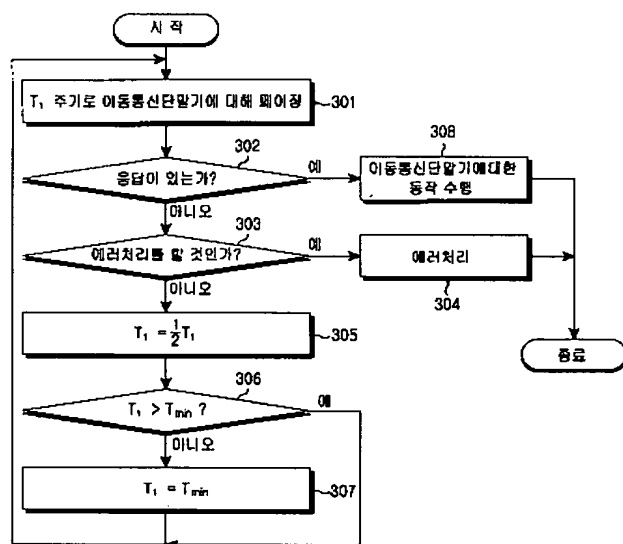 시 작
T₁ 주기로 이동통신단말기에 대해 페이징
301
302
응답이 있는가?
예
308
이동통신단말기에대한
동작 수행
아니오
303
에러처리를 할 것인가?
예
에러처리
304
아니오
T₁ = ½T₁
305
종료
306
T₁ > Tmin ?
예
아니오
T₁ = Tmin
307